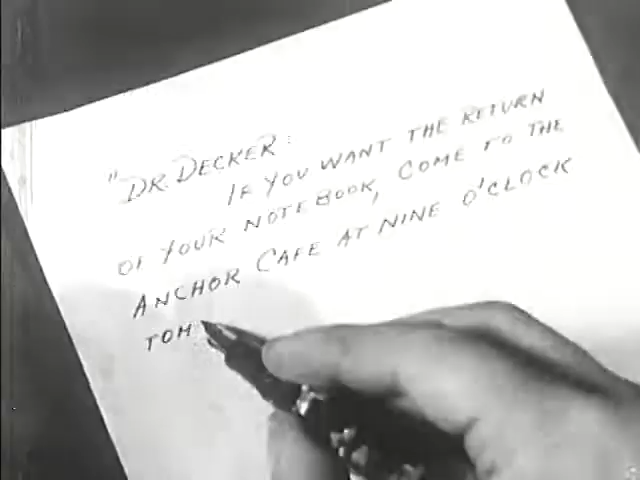 "DR. DECKER:
IF YOU WANT THE RETURN
OF YOUR NOTEBOOK, COME TO THE
ANCHOR CAFE AT NINE O'CLOCK
TOM